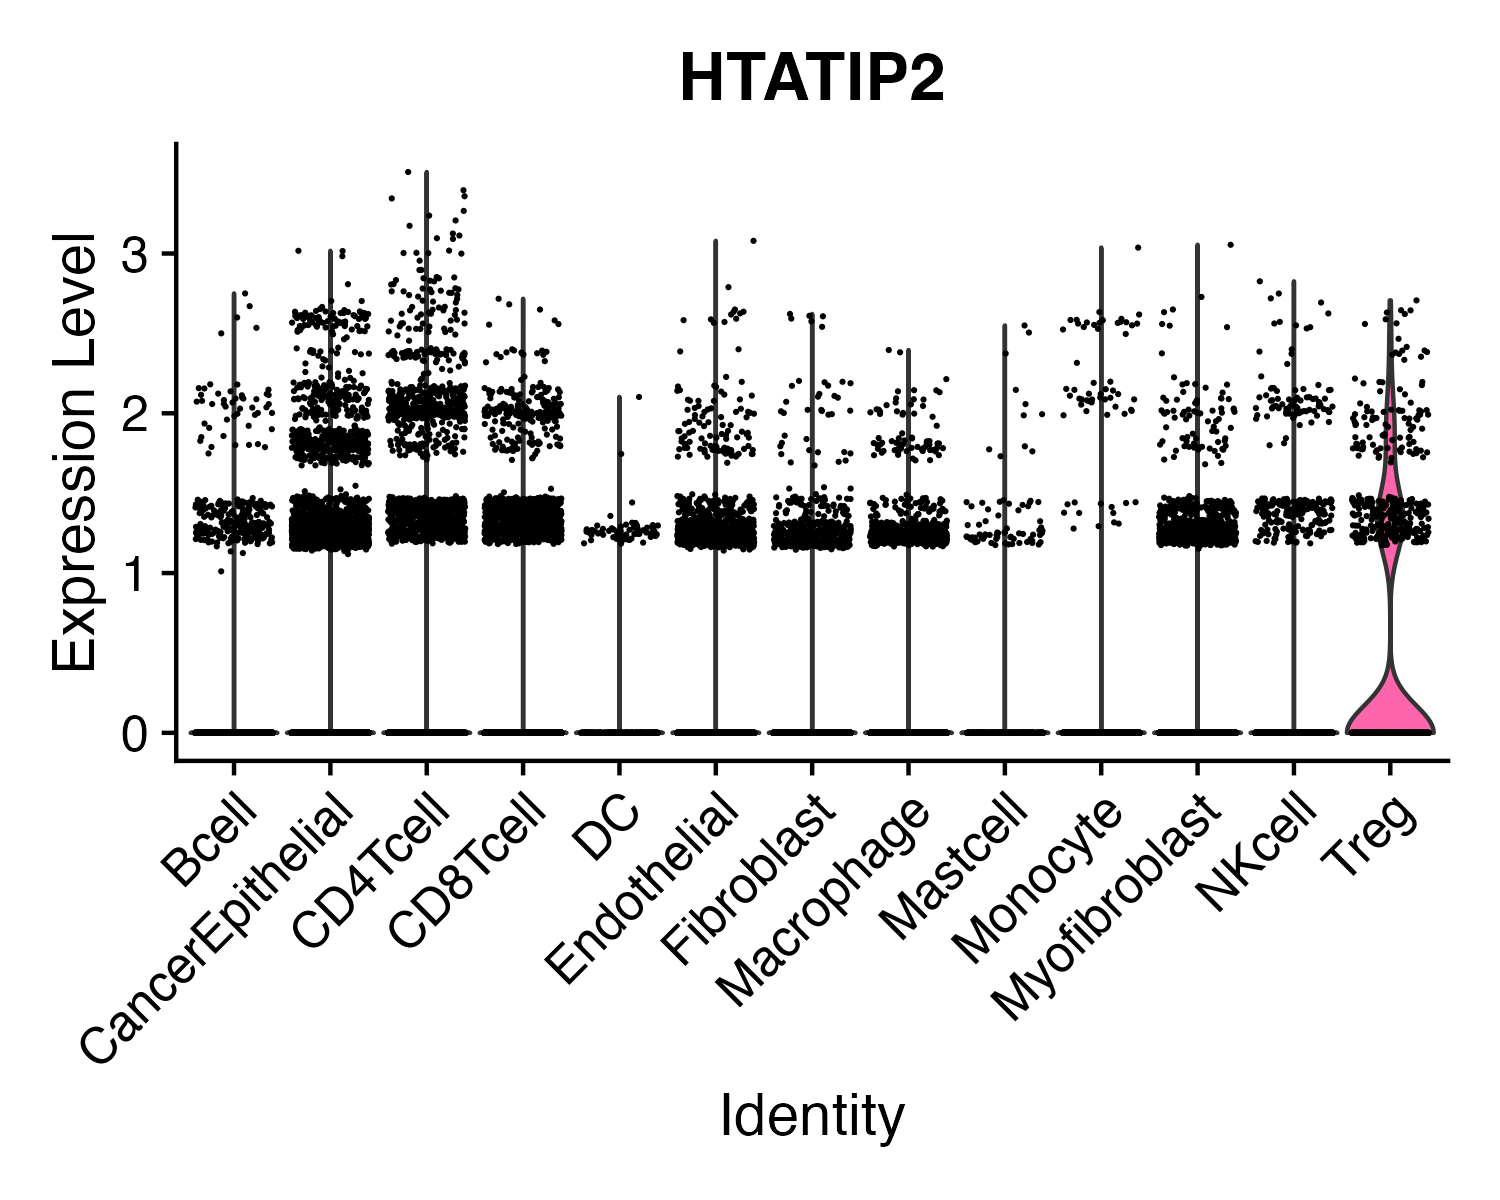 HTATIP2
Expression Level
3
2
1
0
Bcell
CancerEpithelial
CD4Tcell
CD8Tcell
DC
Endothelial
Fibroblast
Macrophage
Mastcell
Monocyte
Myofibroblast
NKcell
Treg
Identity